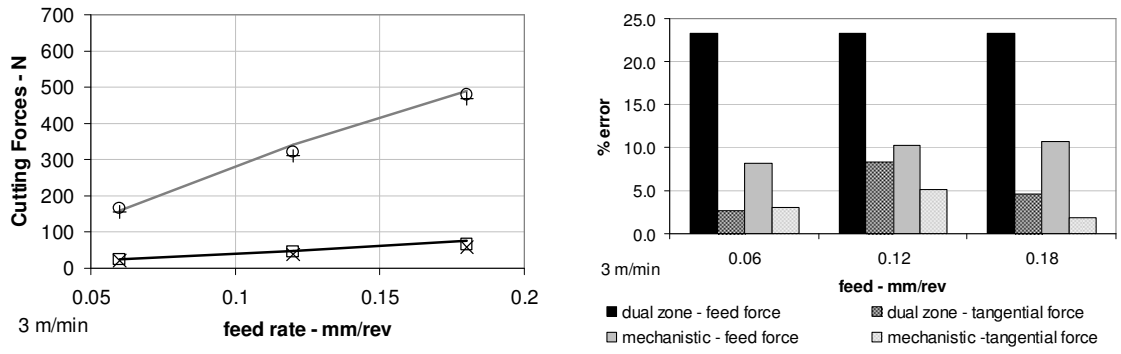 700
600
500
400
300
200
100
0
Cutting Forces - N
0.05
0.1
0.15
0.2
3 m/min
feed rate - mm/rev
25.0
20.0
15.0
10.0
5.0
0.0
% error
0.06
0.12
0.18
3 m/min
feed - mm/rev
dual zone - feed force
dual zone - tangential force
mechanistic - feed force
mechanistic -tangential force